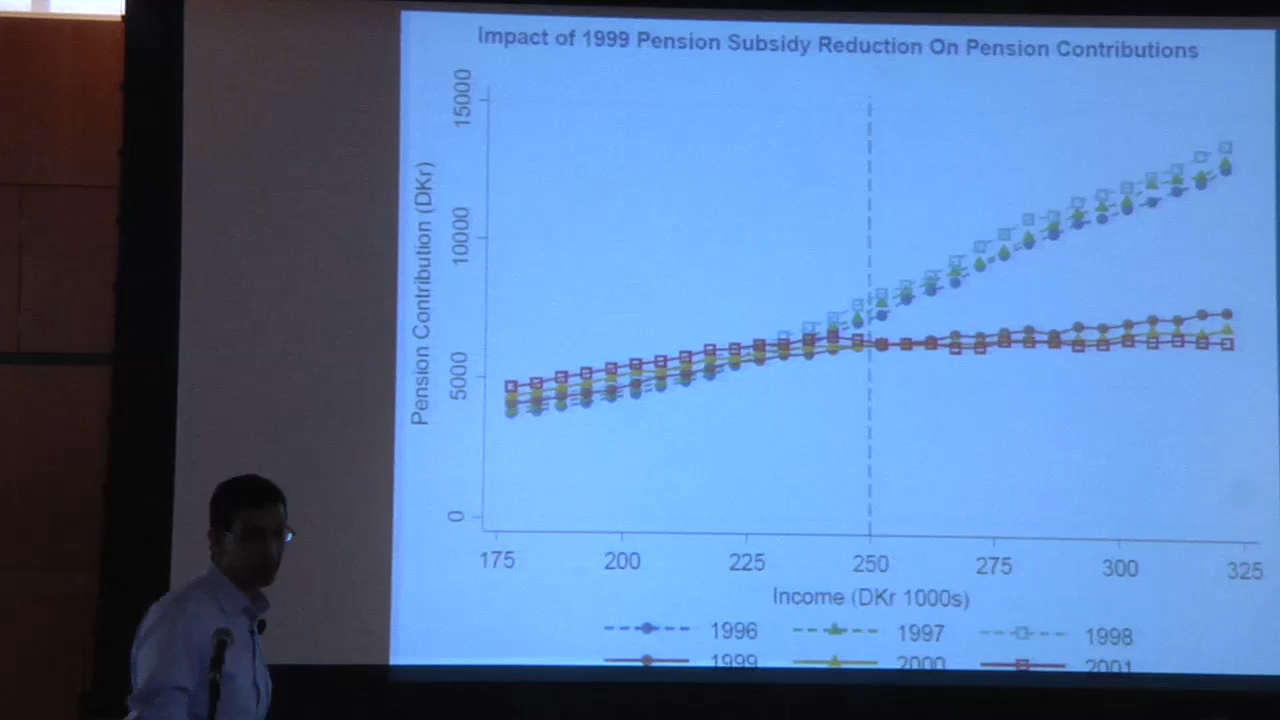 Impact of 1999 Pension Subsidy Reduction On Pension Contributions
Pension Contribution (DKr)
15000
10000
5000
0
175 200 225 250 275 300 325
Income (DKr 1000s)
1996 1997 1998
1999 2000 2001